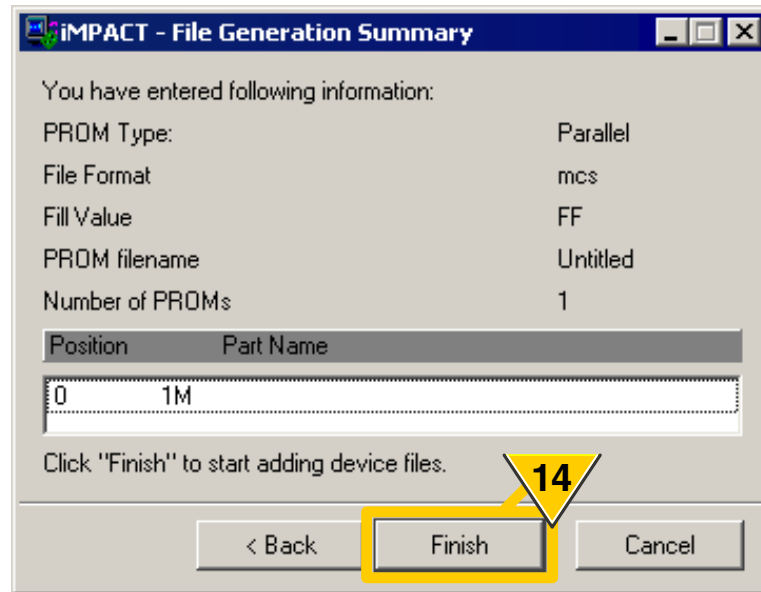 iMPACT - File Generation Summary
You have entered following information:
PROM Type: Parallel
File Format mcs
Fill Value FF
PROM filename Untitled
Number of PROMs 1
Position Part Name
0 1M
Click "Finish" to start adding device files.
14
< Back Finish Cancel